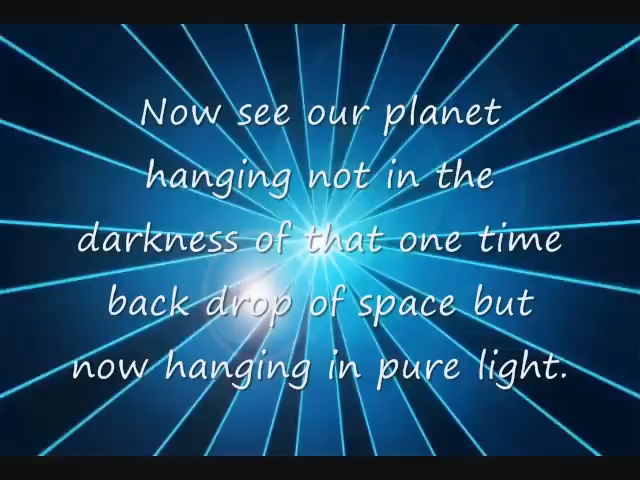 Now see our planet
hanging not in the
darkness of that one time
back drop of space but
now hanging in pure light.